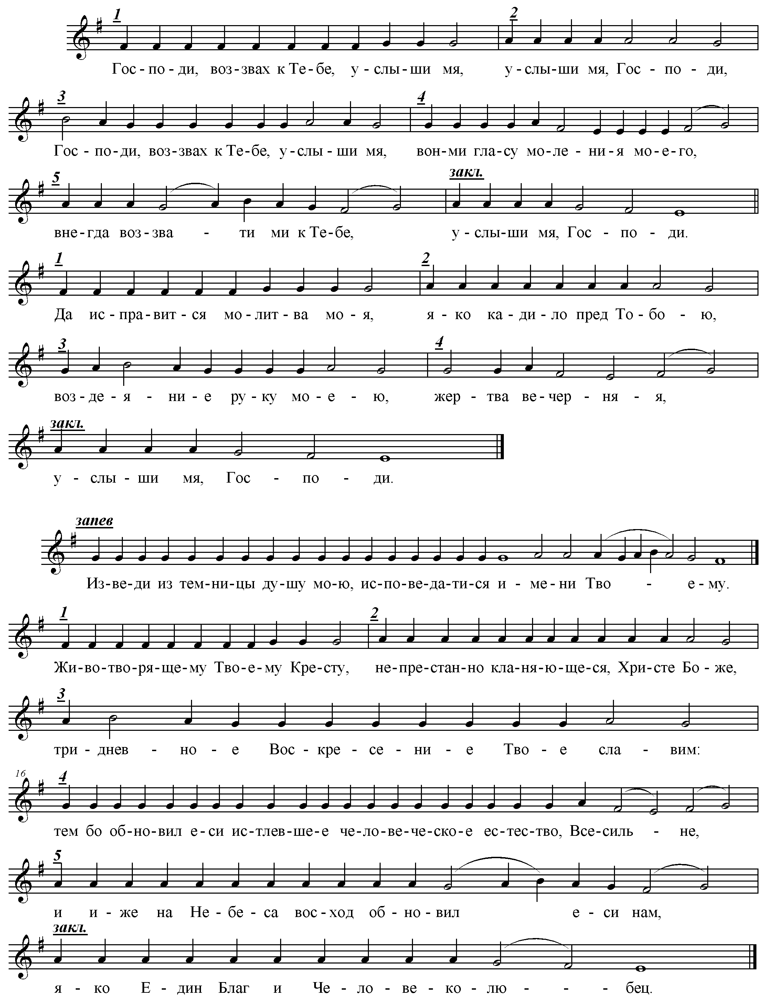 1 2
Гос - по - ди, воз - звах к Те - бе, у - слы - ши мя, у - слы - ши мя, Гос - по - ди,
3 4
Гос - по - ди, воз - звах к Те - бе, у - слы - ши мя, вон - ми гла - су мо - ле - ни - я мо - е - го,
5 закл.
вне - гда воз - зва - ти ми к Те - бе, у - слы - ши мя, Гос - по - ди.
1 2
Да ис - пра - вит - ся мо - лит - ва мо - я, я - ко ка - ди - ло пред То - бо - ю,
3 4
воз - де - я - ни - е ру - ку мо - е - ю, жер - тва ве - чер - ня - я,
закл.
у - слы - ши мя, Гос - по - ди.
запев
Из - ве - ди из тем - ни - цы ду - шу мо - ю, ис - по - ве - да - ти - ся и - ме - ни Тво - е - му.
1 2
Жи - во - тво - ря - ще - му Тво - е - му Кре - сту, не - пре - стан - но кла - ня - ю - ще - ся, Хри - сте Бо - же,
3
три - днев - но - е Вос - кре - се - ни - е Тво - е сла - вим:
16 4
тем бо об - но - вил е - си ис - тлев - ше - е че - ло - ве - че - ско - е ес - тес - тво, Все - силь - не,
5
и и - же на Не - бе - са вос - ход об - но - вил е - си нам,
закл.
я - ко Е - дин Благ и Че - ло - ве - ко - лю - - бец.